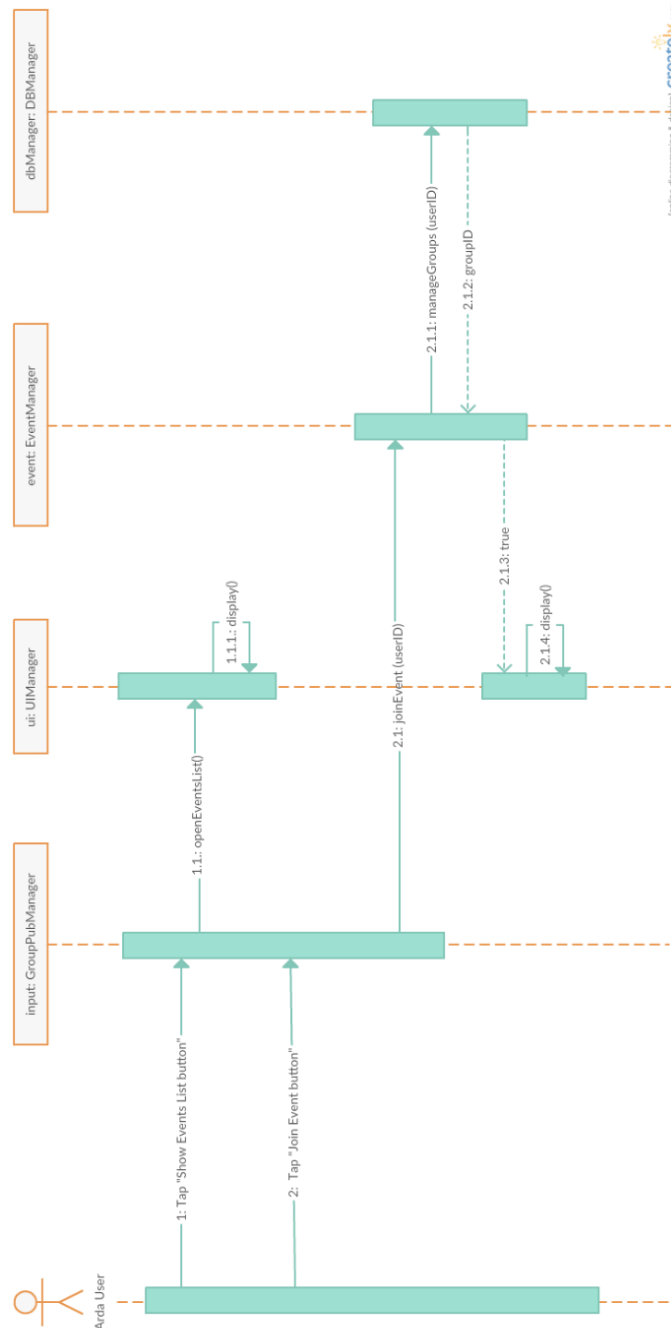 Arda User
input: GroupPubManager
ui: UIManager
event: EventManager
dbManager: DBManager
1: Tap "Show Events List button"
1.1.: openEventsList()
1.1.1.: display()
2: Tap "Join Event button"
2.1: joinEvent (userID)
2.1.1: manageGroups (userID)
2.1.2: groupID
2.1.3: true
2.1.4: display()
creately